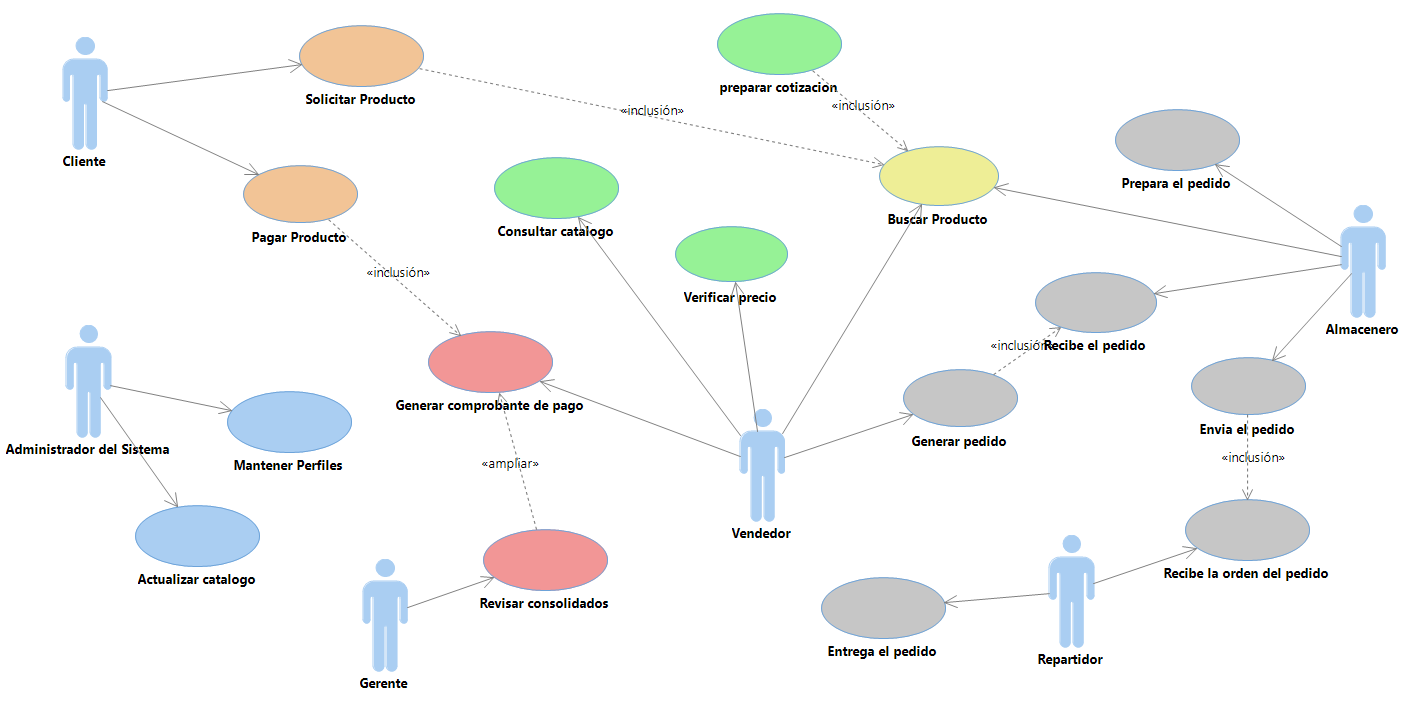 Solicitar Producto
preparar cotización
«inclusión»
«inclusión»
Cliente
Prepara el pedido
Buscar Producto
Consultar catalogo
Pagar Producto
«inclusión»
Verificar precio
Almacenero
«inclusión»
Recibe el pedido
Generar comprobante de pago
Envia el pedido
Generar pedido
Administrador del Sistema
Mantener Perfiles
«ampliar»
«inclusión»
Vendedor
Recibe la orden del pedido
Actualizar catalogo
Revisar consolidados
Entrega el pedido
Repartidor
Gerente